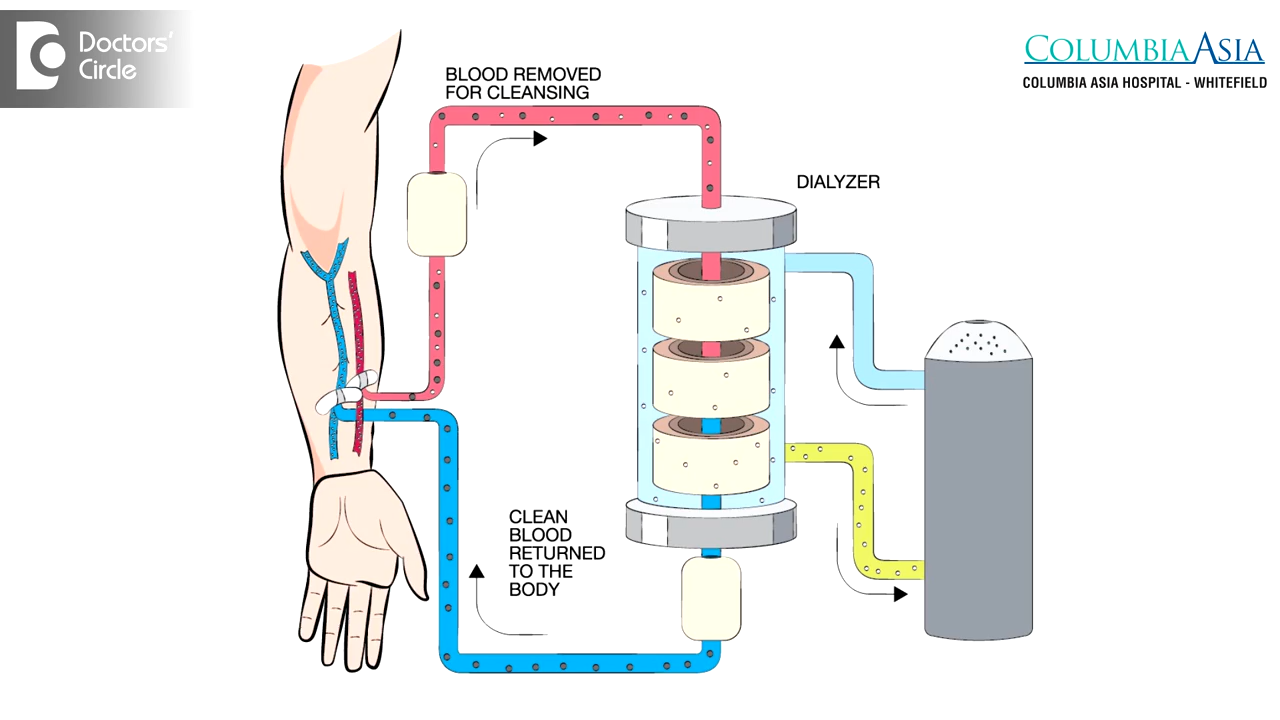 Doctors'
Circle
COLUMBIAASIA
COLUMBIA ASIA HOSPITAL - WHITEFIELD
BLOOD REMOVED
FOR CLEANSING
DIALYZER
CLEAN
BLOOD
RETURNED
TO THE
BODY